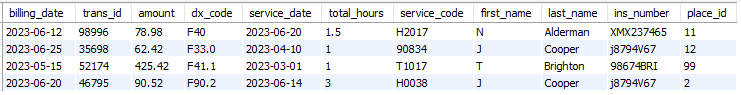 billing_date trans_id amount dx_code service_date total_hours service_code first_name last_name ins_number place_id
2023-06-12 98996 78.98 F40 2023-06-20 1.5 H2017 N Alderman XMX237465 11
2023-06-25 35698 62.42 F33.0 2023-04-10 1 90834 J Cooper j8794V67 12
2023-05-15 52174 425.42 F41.1 2023-03-01 1 T1017 T Brighton 98674BRI 99
2023-06-20 46795 90.52 F90.2 2023-06-14 3 H0038 J Cooper j8794V67 2